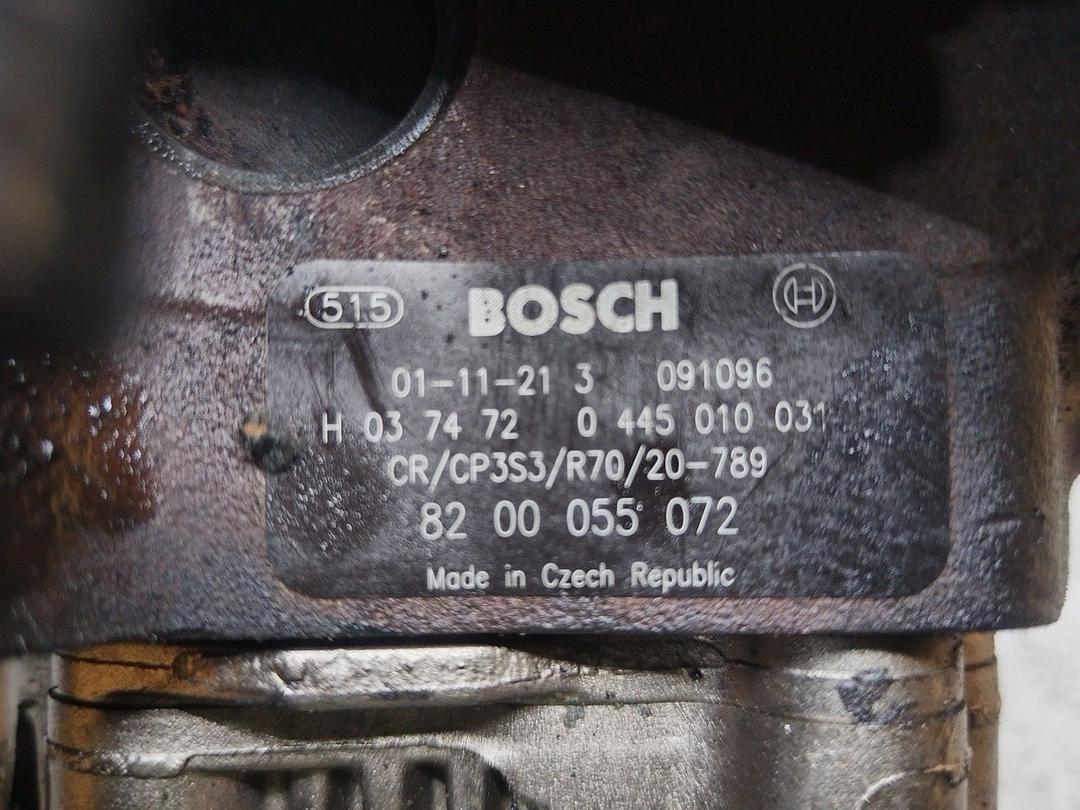 515 BOSCH H
01-11-21 3 091096
H 03 74 72 0 445 010 031
CR/CP3S3/R70/20-789
82 00 055 072
Made in Czech Republic